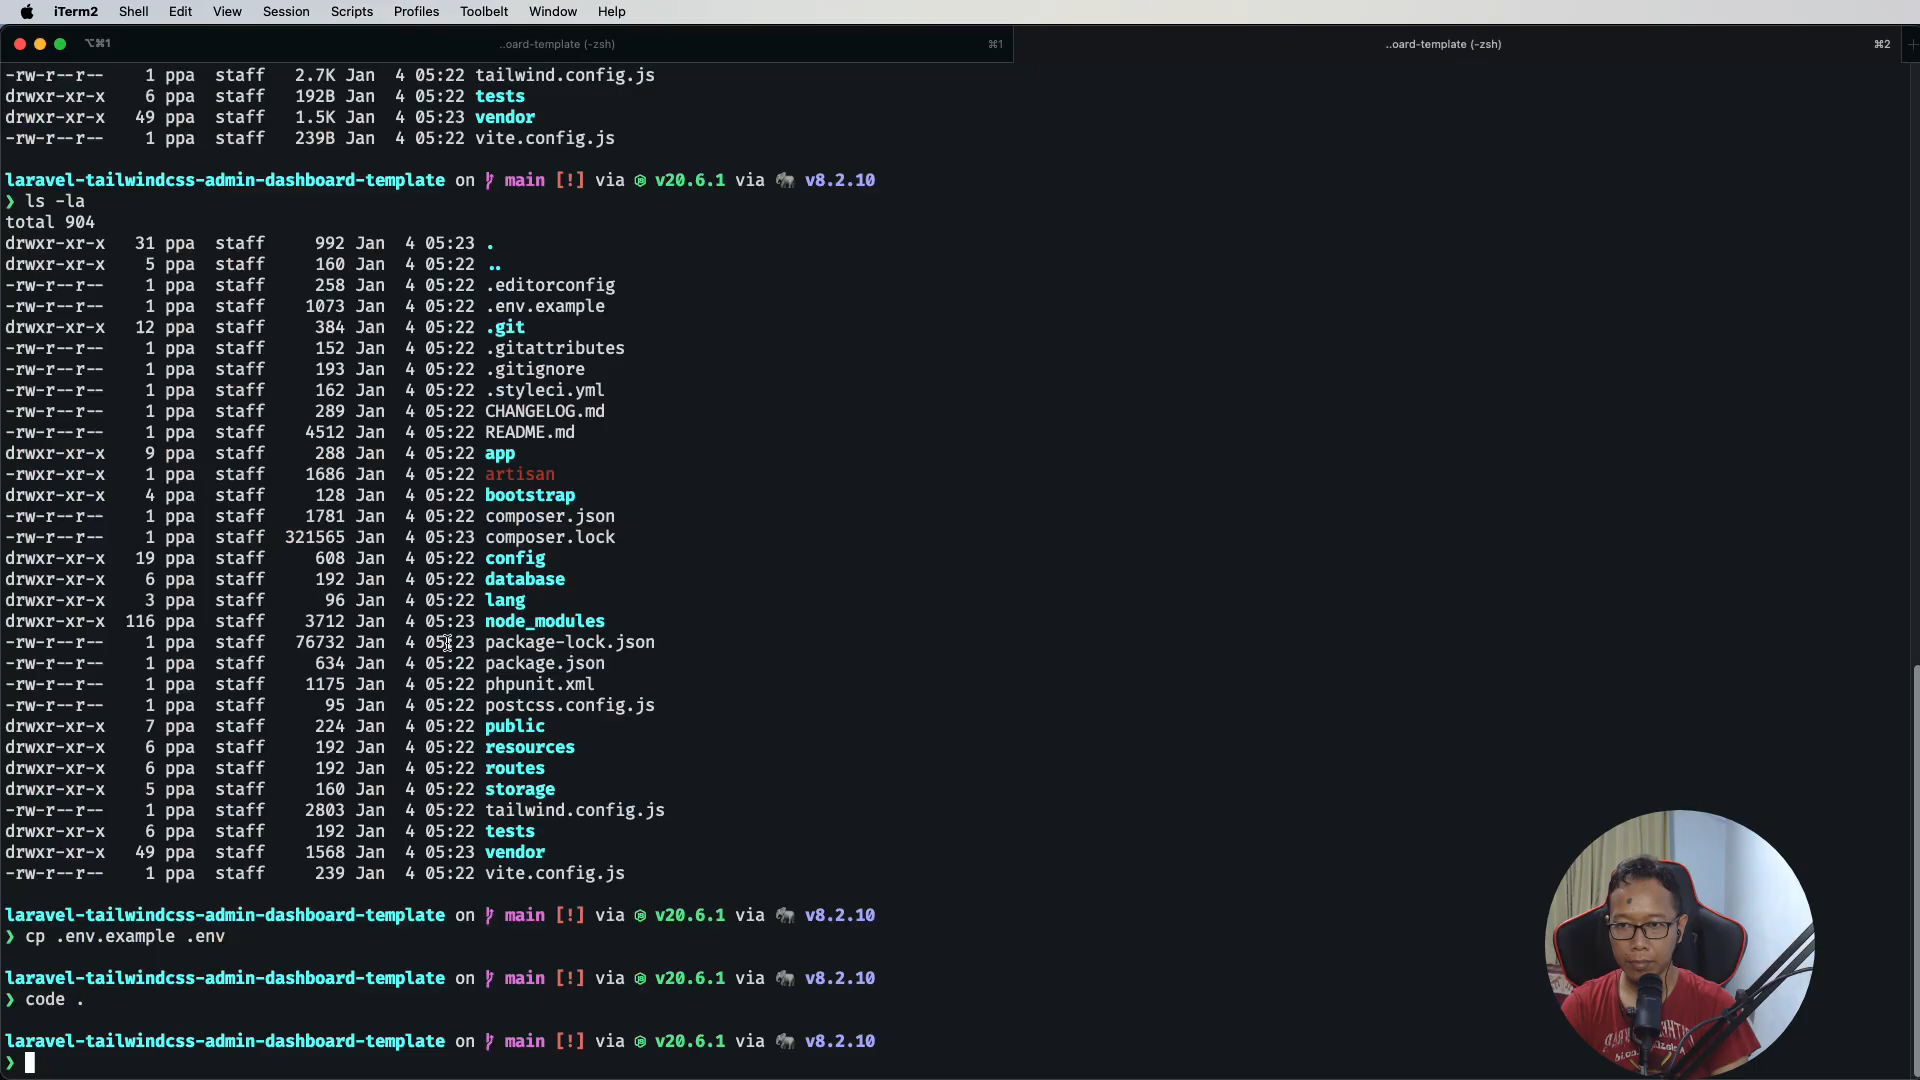 iTerm2 Shell Edit View Session Scripts Profiles Toolbelt Window Help
⌥⌘1 ..oard-template (-zsh) ⌘1 ..oard-template (-zsh) ⌘2
-rw-r--r-- 1 ppa staff 2.7K Jan 4 05:22 tailwind.config.js
drwxr-xr-x 6 ppa staff 192B Jan 4 05:22 tests
drwxr-xr-x 49 ppa staff 1.5K Jan 4 05:23 vendor
-rw-r--r-- 1 ppa staff 239B Jan 4 05:22 vite.config.js
laravel-tailwindcss-admin-dashboard-template on main [!] via v20.6.1 via 🐘 v8.2.10
❯ ls -la
total 904
drwxr-xr-x 31 ppa staff 992 Jan 4 05:23 .
drwxr-xr-x 5 ppa staff 160 Jan 4 05:22 ..
-rw-r--r-- 1 ppa staff 258 Jan 4 05:22 .editorconfig
-rw-r--r-- 1 ppa staff 1073 Jan 4 05:22 .env.example
drwxr-xr-x 12 ppa staff 384 Jan 4 05:22 .git
-rw-r--r-- 1 ppa staff 152 Jan 4 05:22 .gitattributes
-rw-r--r-- 1 ppa staff 193 Jan 4 05:22 .gitignore
-rw-r--r-- 1 ppa staff 162 Jan 4 05:22 .styleci.yml
-rw-r--r-- 1 ppa staff 289 Jan 4 05:22 CHANGELOG.md
-rw-r--r-- 1 ppa staff 4512 Jan 4 05:22 README.md
drwxr-xr-x 9 ppa staff 288 Jan 4 05:22 app
-rwxr-xr-x 1 ppa staff 1686 Jan 4 05:22 artisan
drwxr-xr-x 4 ppa staff 128 Jan 4 05:22 bootstrap
-rw-r--r-- 1 ppa staff 1781 Jan 4 05:22 composer.json
-rw-r--r-- 1 ppa staff 321565 Jan 4 05:23 composer.lock
drwxr-xr-x 19 ppa staff 608 Jan 4 05:22 config
drwxr-xr-x 6 ppa staff 192 Jan 4 05:22 database
drwxr-xr-x 3 ppa staff 96 Jan 4 05:22 lang
drwxr-xr-x 116 ppa staff 3712 Jan 4 05:23 node_modules
-rw-r--r-- 1 ppa staff 76732 Jan 4 05:23 package-lock.json
-rw-r--r-- 1 ppa staff 634 Jan 4 05:22 package.json
-rw-r--r-- 1 ppa staff 1175 Jan 4 05:22 phpunit.xml
-rw-r--r-- 1 ppa staff 95 Jan 4 05:22 postcss.config.js
drwxr-xr-x 7 ppa staff 224 Jan 4 05:22 public
drwxr-xr-x 6 ppa staff 192 Jan 4 05:22 resources
drwxr-xr-x 6 ppa staff 192 Jan 4 05:22 routes
drwxr-xr-x 5 ppa staff 160 Jan 4 05:22 storage
-rw-r--r-- 1 ppa staff 2803 Jan 4 05:22 tailwind.config.js
drwxr-xr-x 6 ppa staff 192 Jan 4 05:22 tests
drwxr-xr-x 49 ppa staff 1568 Jan 4 05:23 vendor
-rw-r--r-- 1 ppa staff 239 Jan 4 05:22 vite.config.js
laravel-tailwindcss-admin-dashboard-template on main [!] via v20.6.1 via 🐘 v8.2.10
❯ cp .env.example .env
laravel-tailwindcss-admin-dashboard-template on main [!] via v20.6.1 via 🐘 v8.2.10
❯ code .
laravel-tailwindcss-admin-dashboard-template on main [!] via v20.6.1 via 🐘 v8.2.10
❯